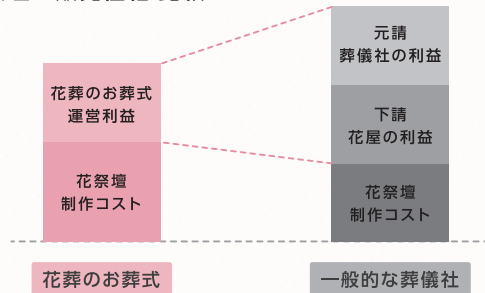 元請
葬儀社の利益
花葬のお葬式
運営利益
下請
花屋の利益
花祭壇
制作コスト
花祭壇
制作コスト
花葬のお葬式
一般的な葬儀社